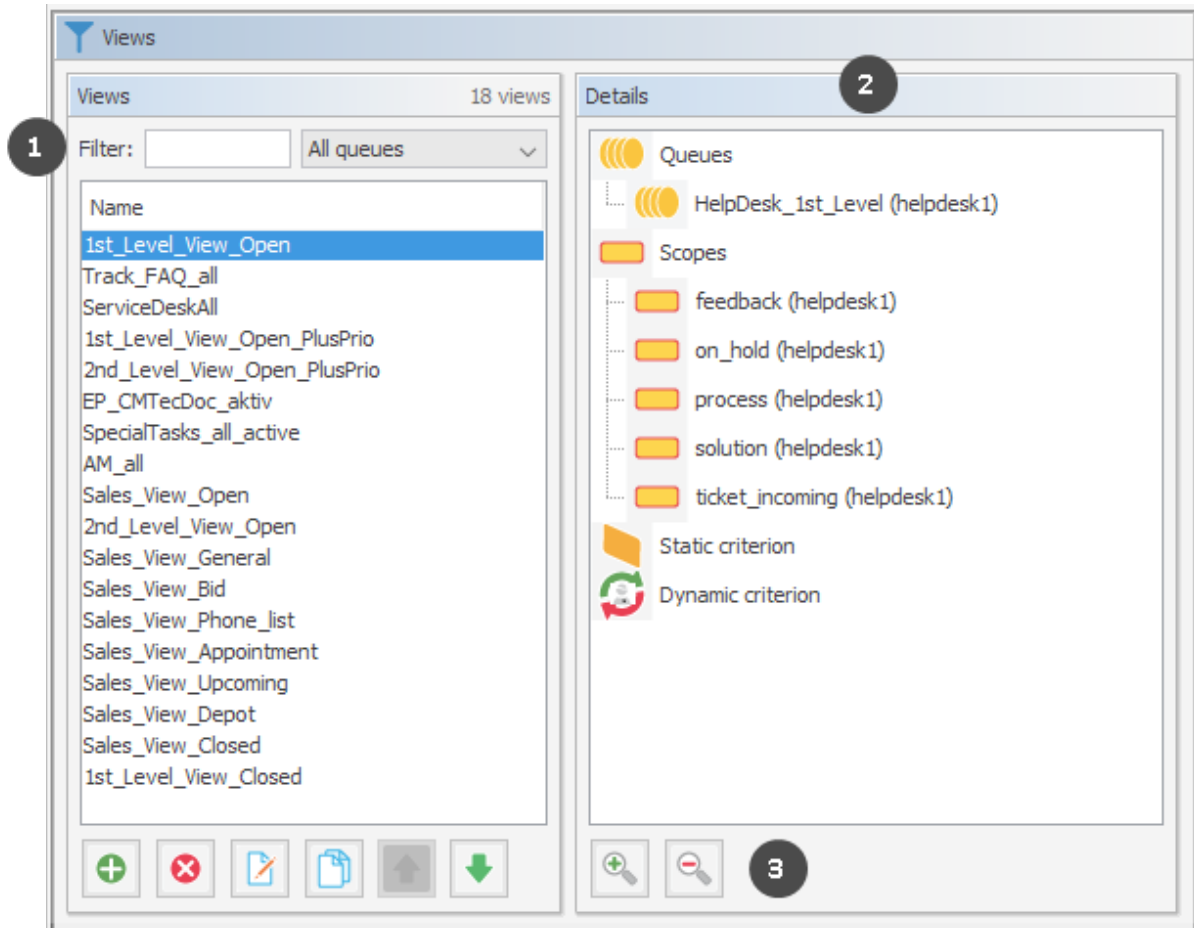 Views
Views 18 views
1
Filter: All queues
Name
1st_Level_View_Open
Track_FAQ_all
ServiceDeskAll
1st_Level_View_Open_PlusPrio
2nd_Level_View_Open_PlusPrio
EP_CMTecDoc_aktiv
SpecialTasks_all_active
AM_all
Sales_View_Open
2nd_Level_View_Open
Sales_View_General
Sales_View_Bid
Sales_View_Phone_list
Sales_View_Appointment
Sales_View_Upcoming
Sales_View_Depot
Sales_View_Closed
1st_Level_View_Closed
Details
2
Queues
HelpDesk_1st_Level (helpdesk1)
Scopes
feedback (helpdesk1)
on_hold (helpdesk1)
process (helpdesk1)
solution (helpdesk1)
ticket_incoming (helpdesk1)
Static criterion
Dynamic criterion
3